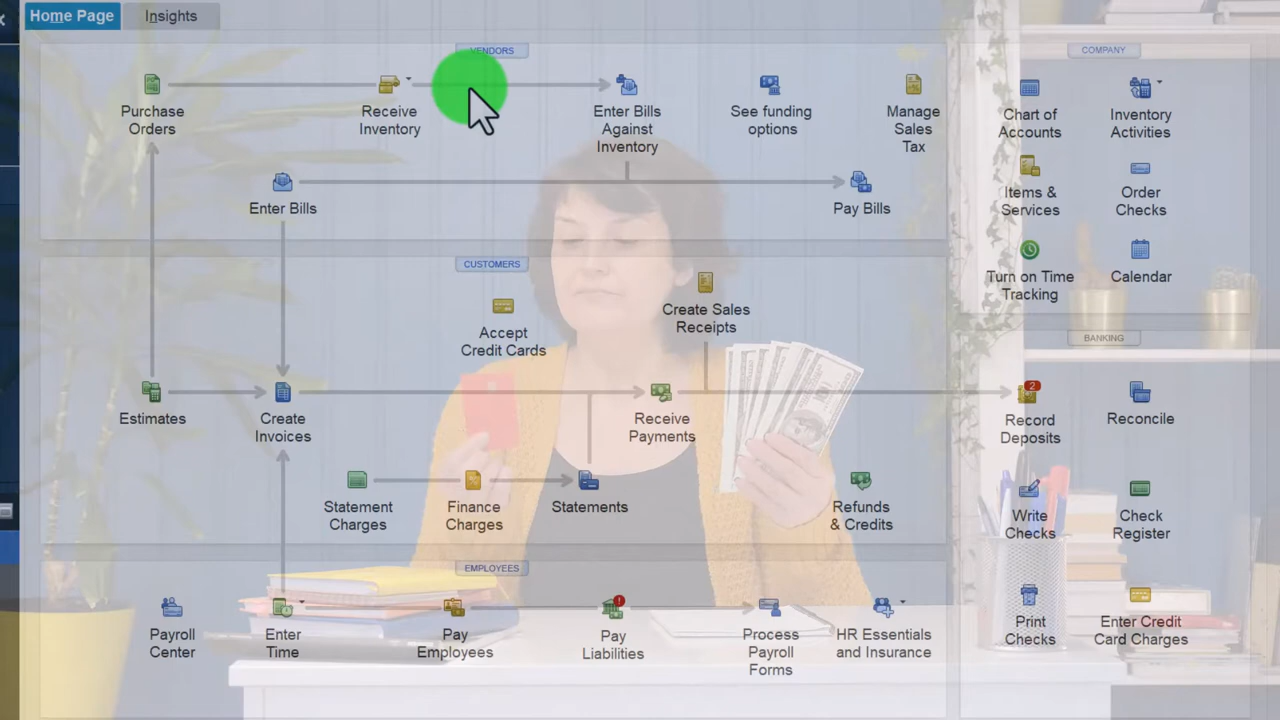 Home Page
Insights
VENDORS
COMPANY
Purchase
Orders
Receive
Inventory
Enter Bills
Against
Inventory
See funding
options
Manage
Sales
Tax
Chart of
Accounts
Inventory
Activities
Enter Bills
Pay Bills
Items &
Services
Order
Checks
Turn on Time
Tracking
Calendar
CUSTOMERS
Accept
Credit Cards
Create Sales
Receipts
BANKING
Estimates
Create
Invoices
Receive
Payments
2
Record
Deposits
Reconcile
Statement
Charges
Finance
Charges
Statements
Refunds
& Credits
Write
Checks
Check
Register
EMPLOYEES
Payroll
Center
Enter
Time
Pay
Employees
Pay
Liabilities
Process
Payroll
Forms
HR Essentials
and Insurance
Print
Checks
Enter Credit
Card Charges